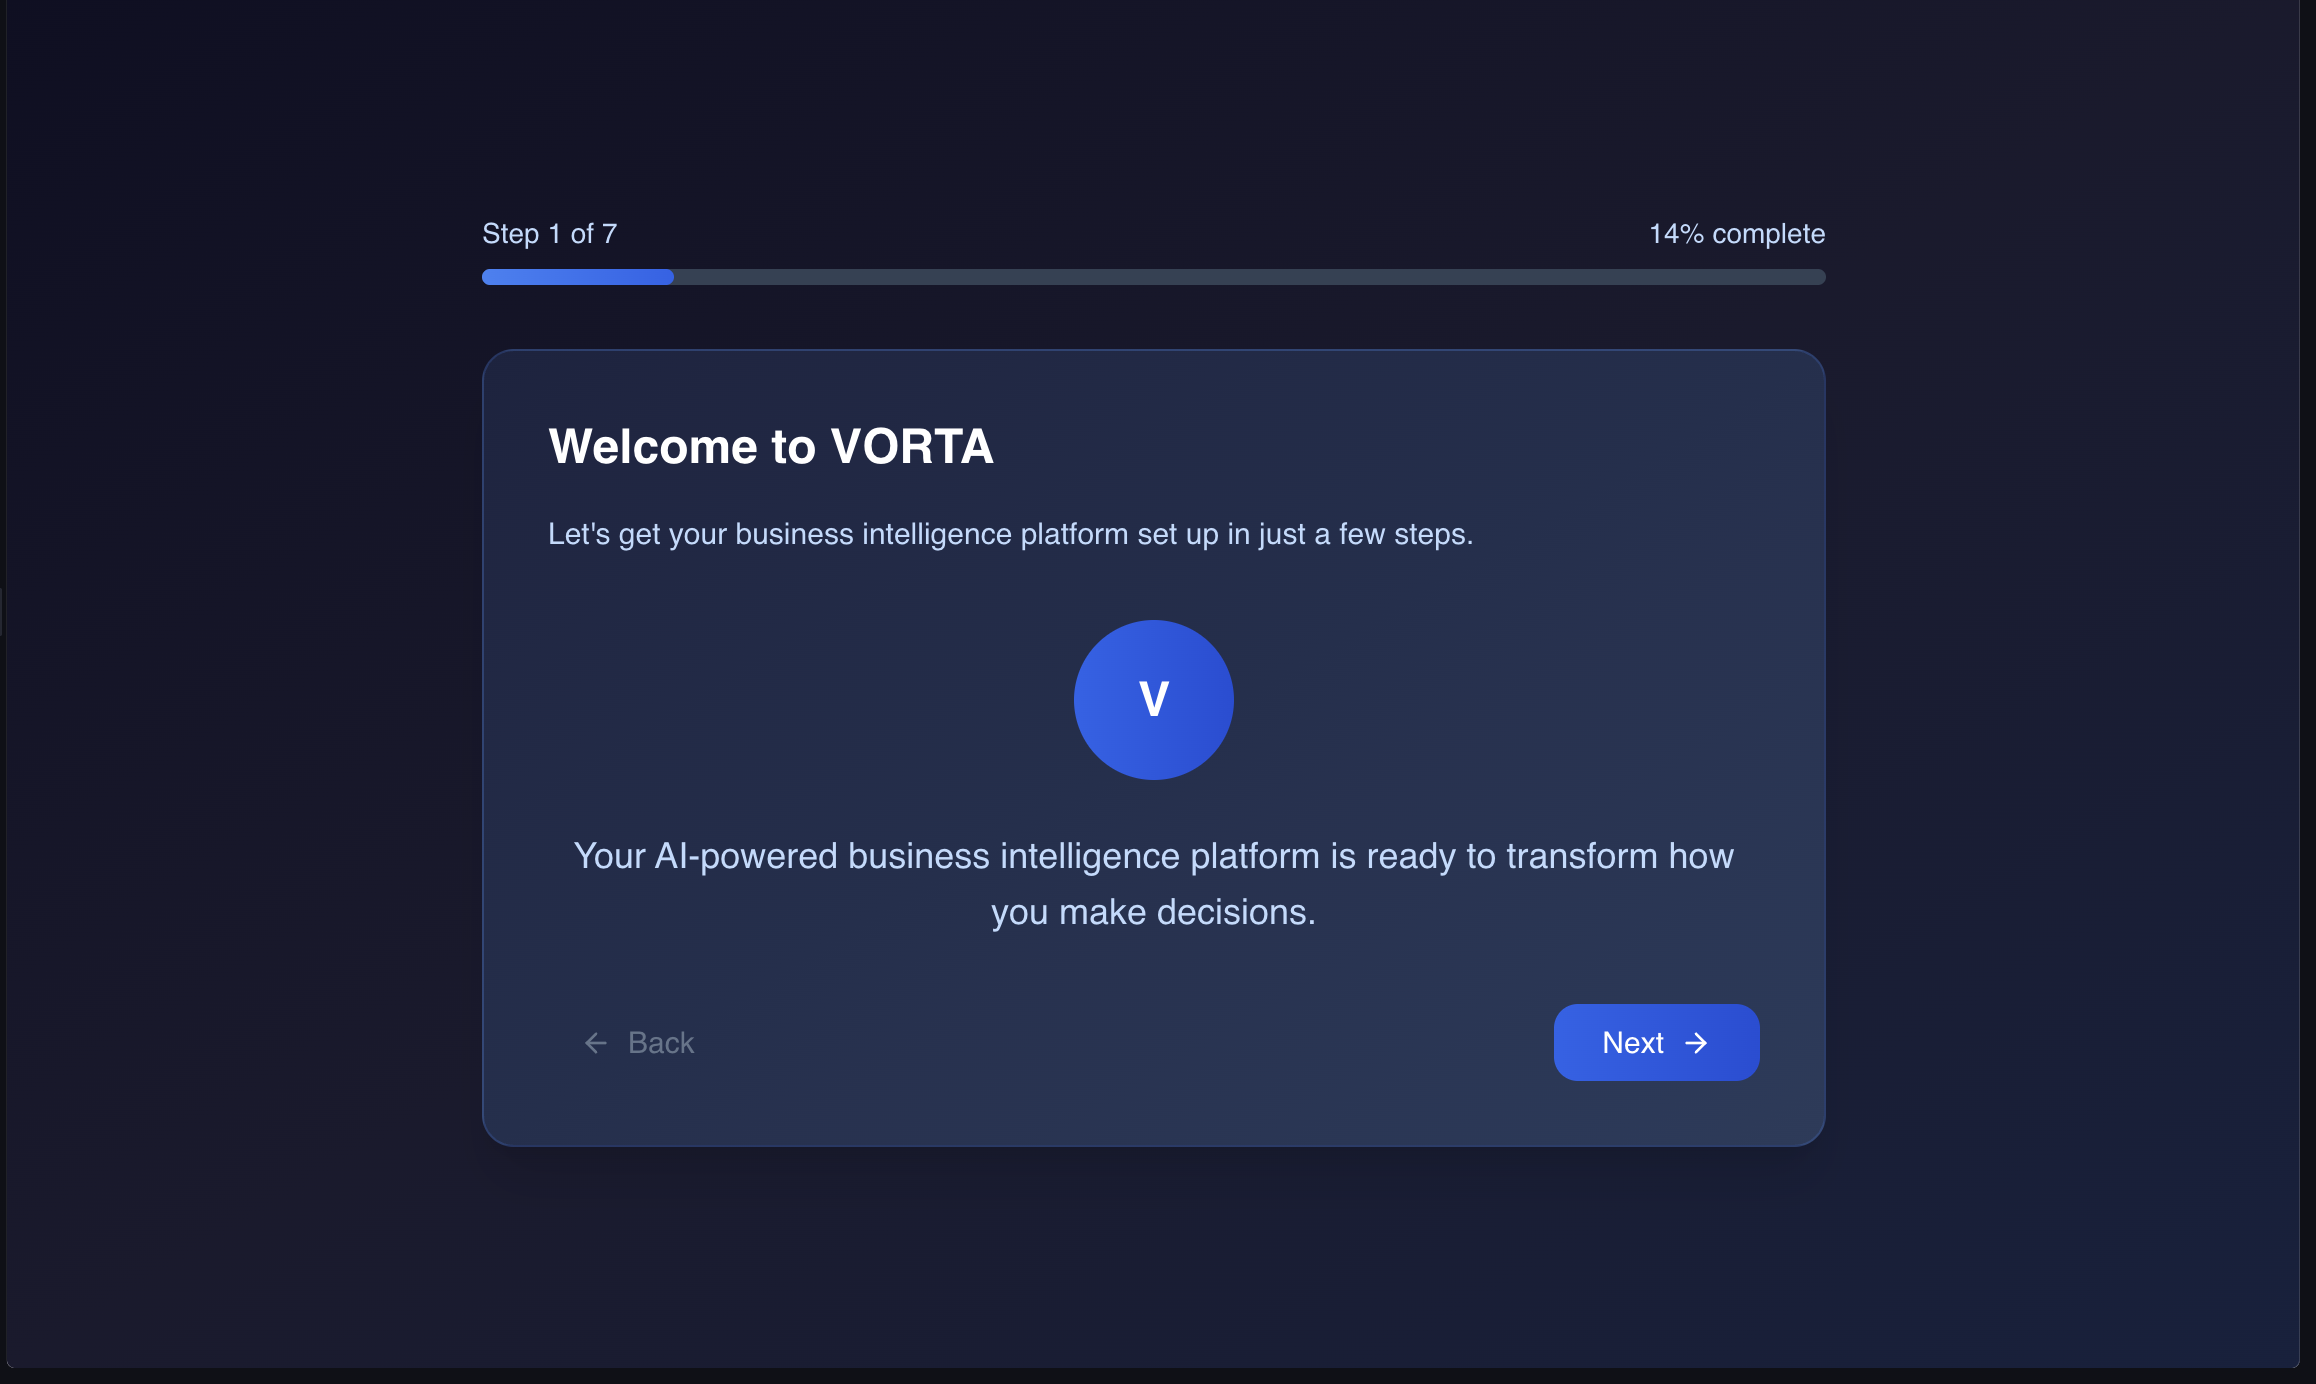 Step 1 of 7
14% complete
Welcome to VORTA
Let's get your business intelligence platform set up in just a few steps.
V
Your AI-powered business intelligence platform is ready to transform how
you make decisions.
Back
Next